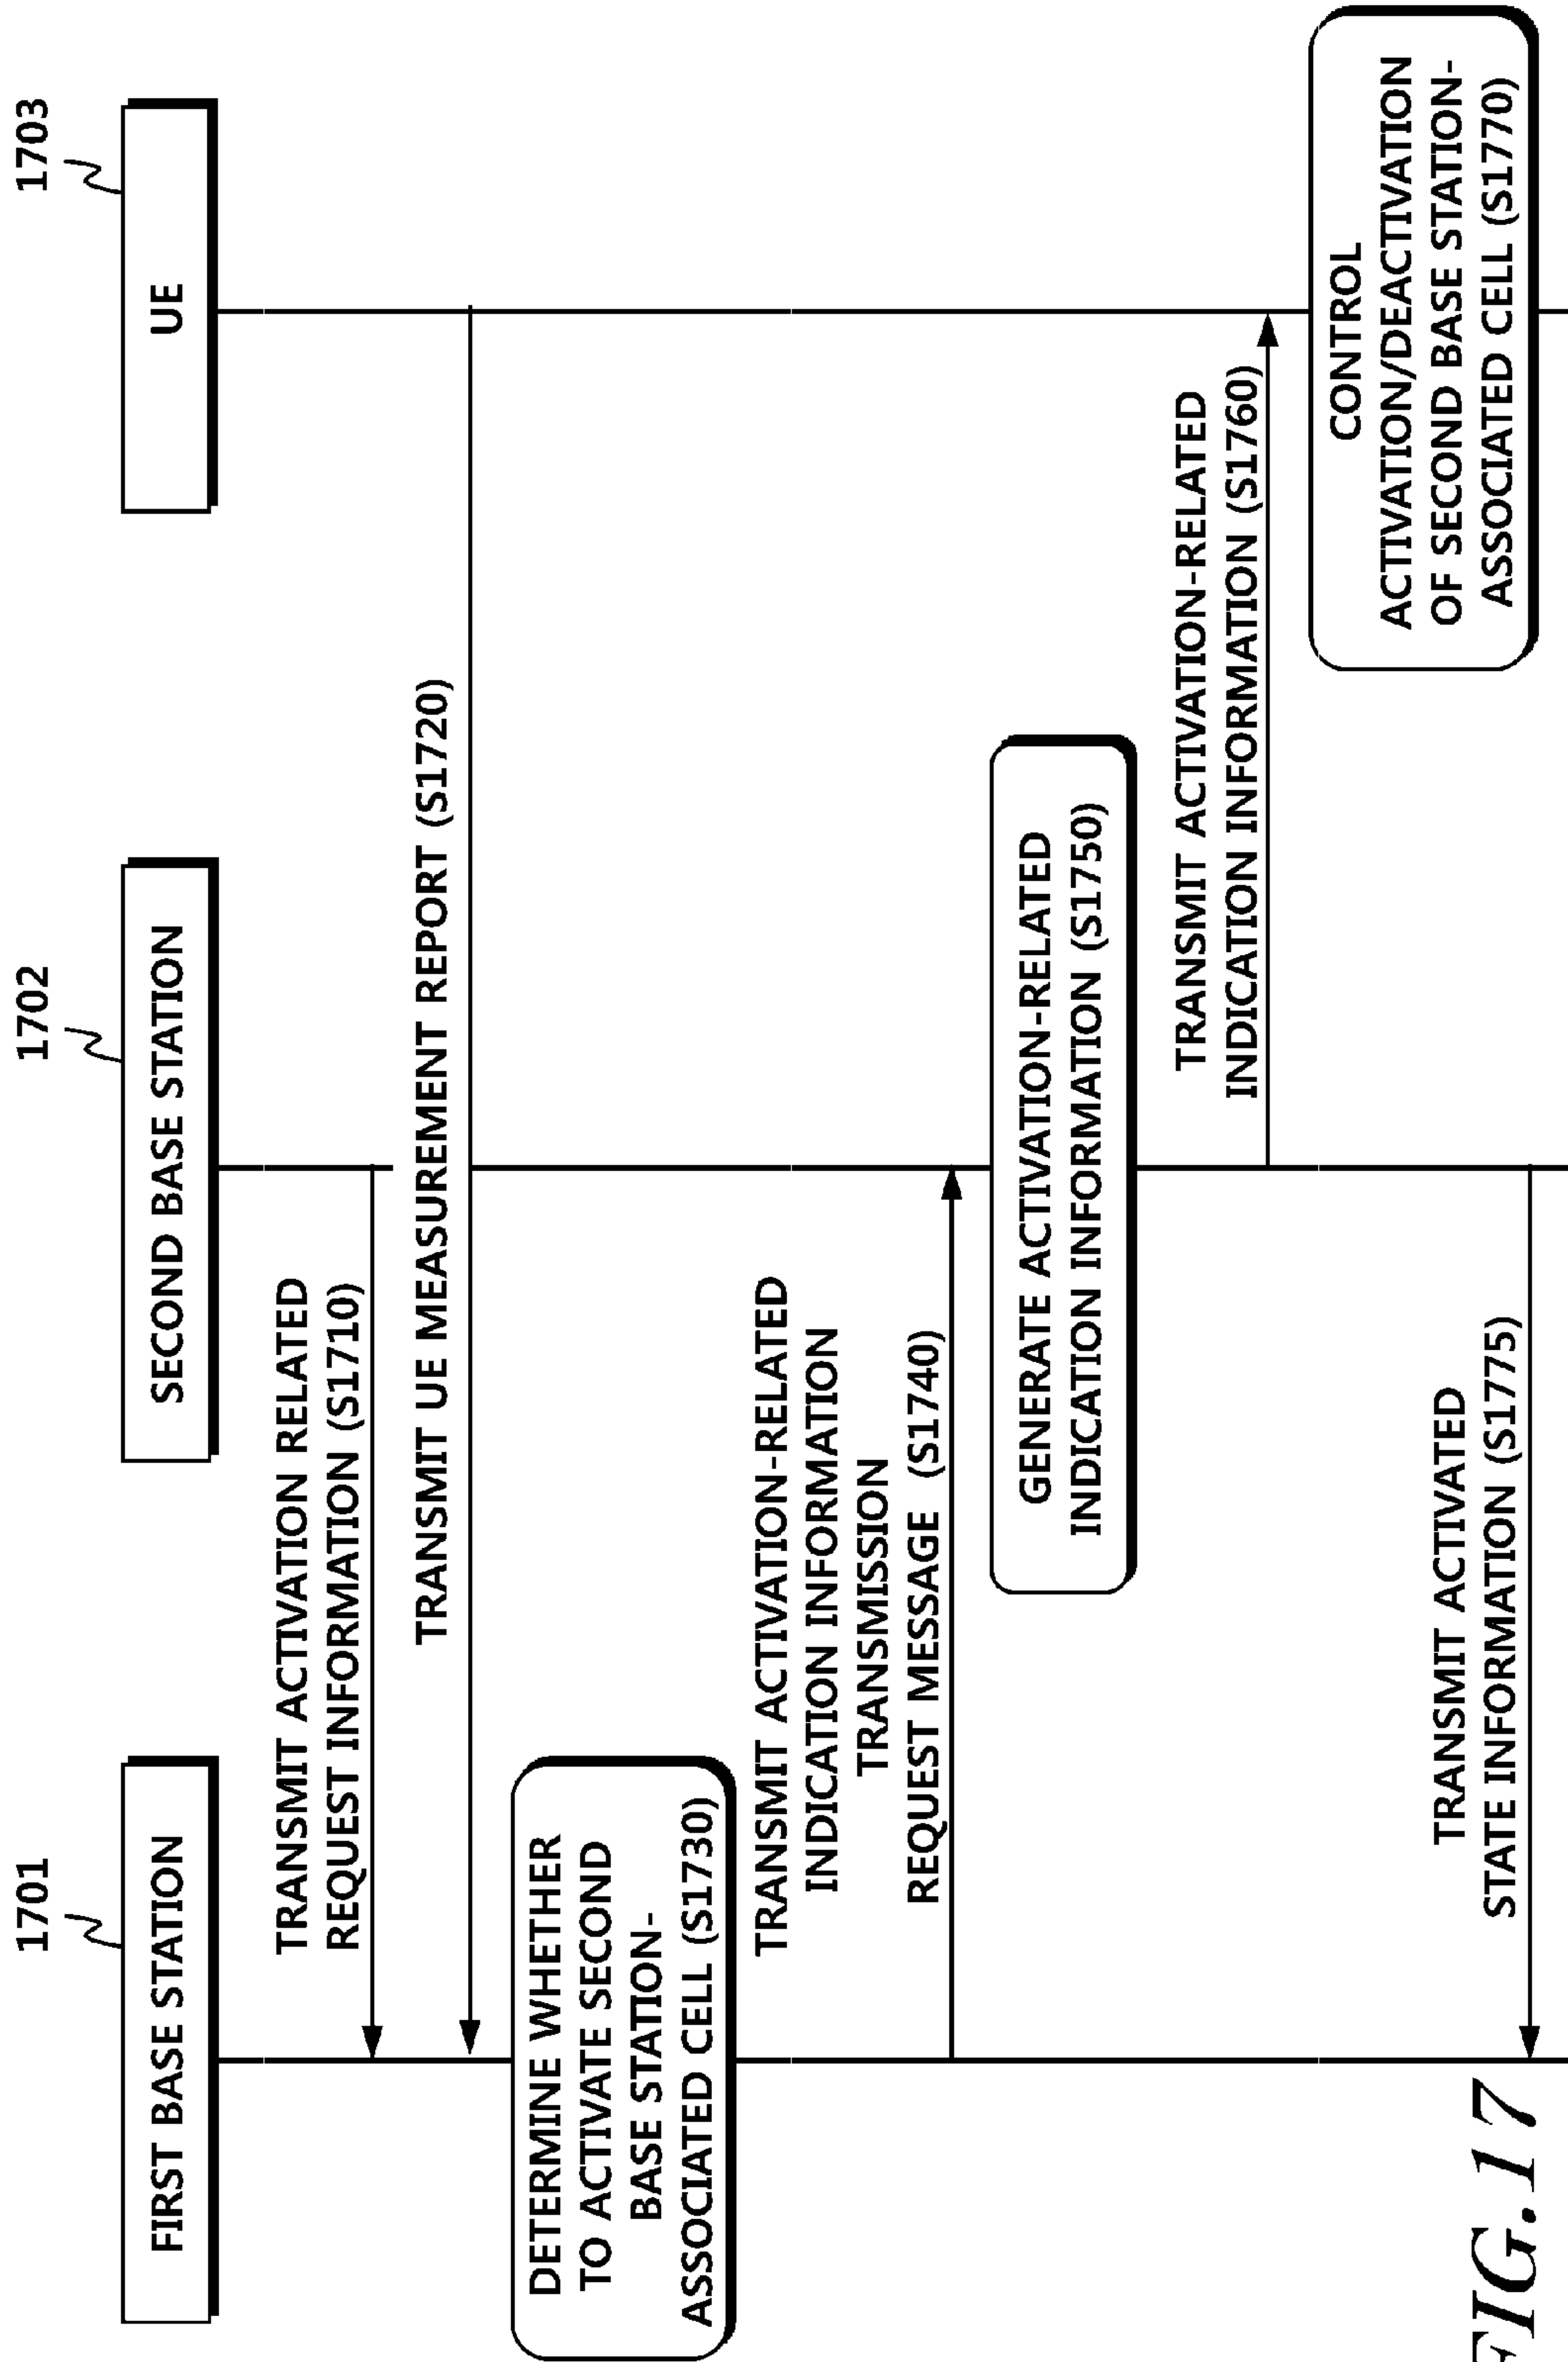 1701
1702
1703
FIRST BASE STATION
SECOND BASE STATION
UE
TRANSMIT ACTIVATION RELATED
REQUEST INFORMATION (S1710)
TRANSMIT UE MEASUREMENT REPORT (S1720)
DETERMINE WHETHER
TO ACTIVATE SECOND
BASE STATION-
ASSOCIATED CELL (S1730)
TRANSMIT ACTIVATION-RELATED
INDICATION INFORMATION
TRANSMISSION
REQUEST MESSAGE (S1740)
GENERATE ACTIVATION-RELATED
INDICATION INFORMATION (S1750)
TRANSMIT ACTIVATION-RELATED
INDICATION INFORMATION (S1760)
CONTROL
ACTIVATION/DEACTIVATION
OF SECOND BASE STATION-
ASSOCIATED CELL (S1770)
TRANSMIT ACTIVATED
STATE INFORMATION (S1775)
FIG.17